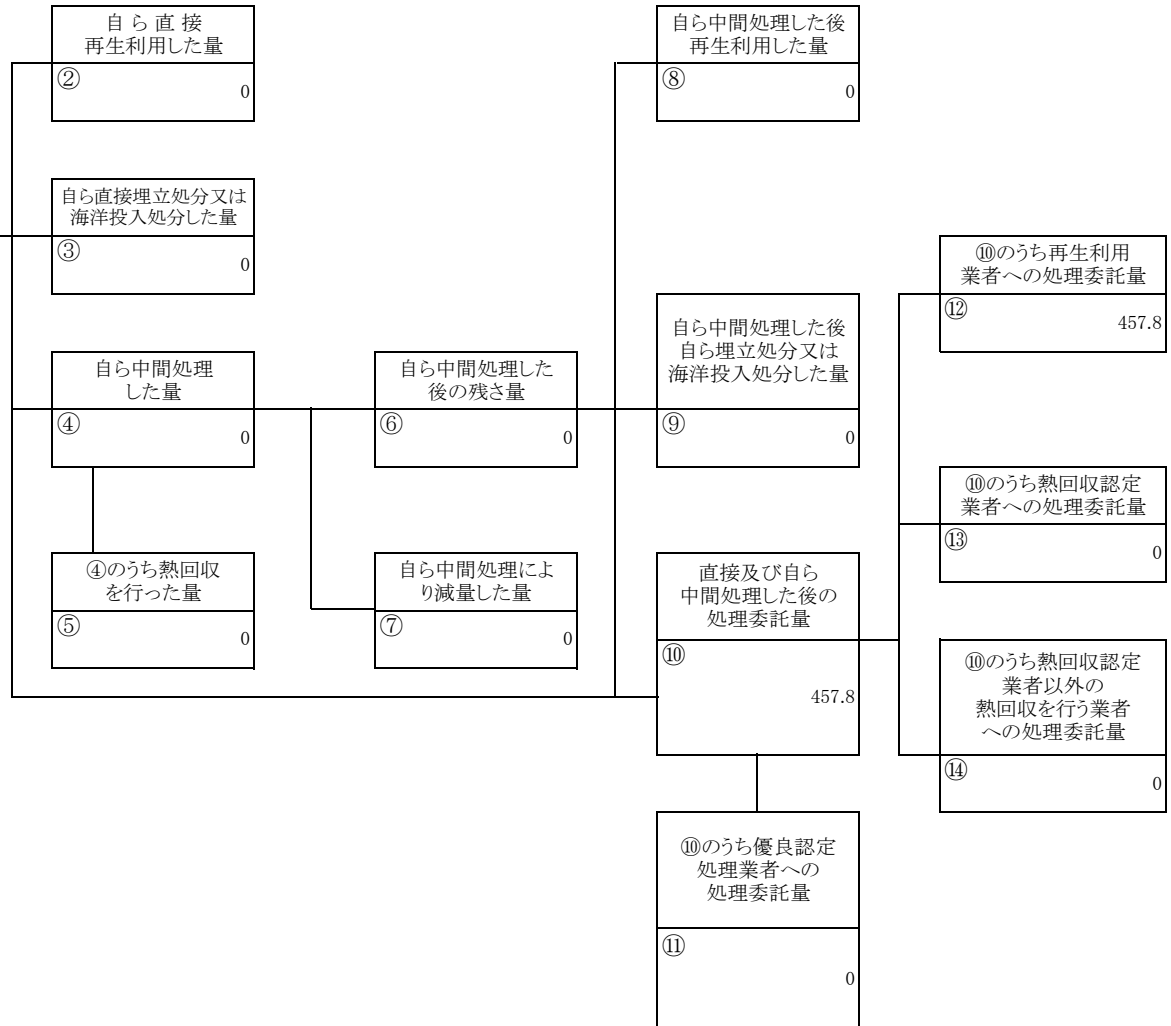 自 ら 直 接
再生利用した量
②
0
自ら直接埋立処分又は
海洋投入処分した量
③
0
自ら中間処理
した量
④
0
④のうち熱回収
を行った量
⑤
0
自ら中間処理した
後の残さ量
⑥
0
自ら中間処理によ
り減量した量
⑦
0
自ら中間処理した後
再生利用した量
⑧
0
自ら中間処理した後
自ら埋立処分又は
海洋投入処分した量
⑨
0
直接及び自ら
中間処理した後の
処理委託量
⑩
457.8
⑩のうち優良認定
処理業者への
処理委託量
⑪
0
⑩のうち再生利用
業者への処理委託量
⑫
457.8
⑩のうち熱回収認定
業者への処理委託量
⑬
0
⑩のうち熱回収認定
業者以外の
熱回収を行う業者
への処理委託量
⑭
0